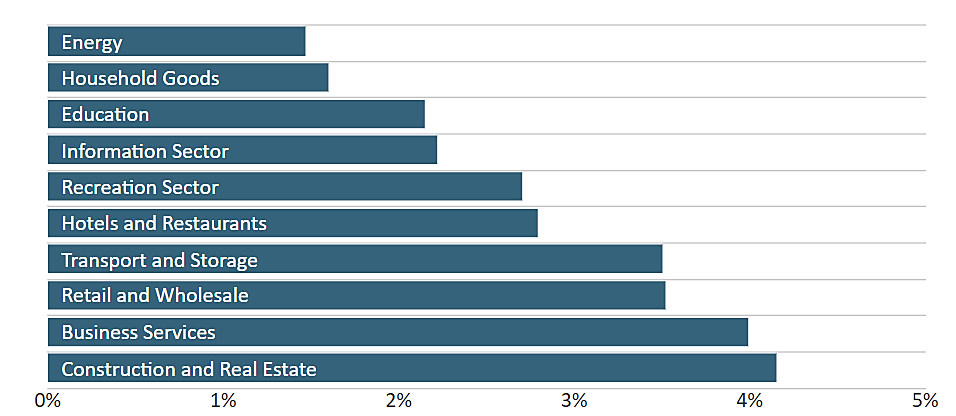 Energy
Household Goods
Education
Information Sector
Recreation Sector
Hotels and Restaurants
Transport and Storage
Retail and Wholesale
Business Services
Construction and Real Estate
0% 1% 2% 3% 4% 5%